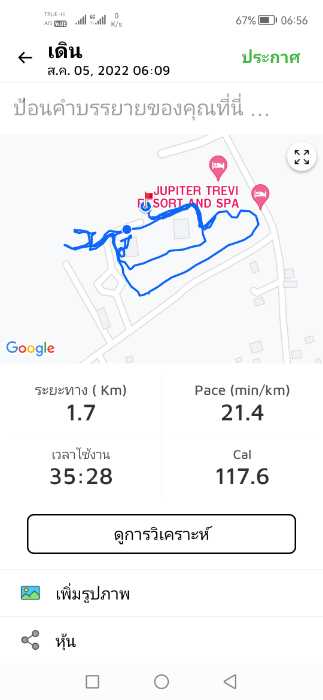 TRUE-H
0
K/s
67%
06:56
เดิน
ส.ค. 05, 2022 06:09
ประกาศ
ป้อนคำบรรยายของคุณที่นี่ ...
JUPITER TREVI
RESORT AND SPA
Google
ระยะทาง ( Km)
Pace (min/km)
1.7
21.4
เวลาใช้งาน
Cal
35:28
117.6
ดูการวิเคราะห์
เพิ่มรูปภาพ
หุ้น